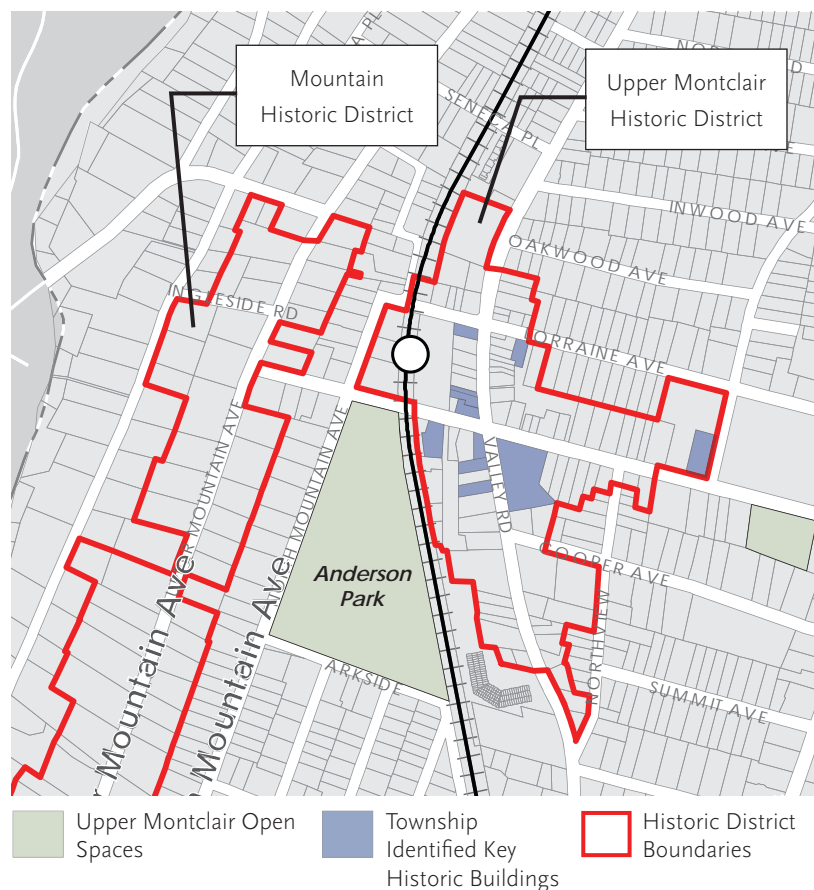 Mountain
Historic District
Upper Montclair
Historic District
SENECA PL
INWOOD AVE
OAKWOOD AVE
INGLESIDE RD
LORRAINE AVE
VALLEY RD
COOPER AVE
NORTHVIEW
SUMMIT AVE
ARKSIDE
Anderson
Park
R MOUNTAIN AVE
H MOUNTAIN AVE
r Mountain Ave
Mountain Ave
Upper Montclair Open
Spaces
Township
Identified Key
Historic Buildings
Historic District
Boundaries